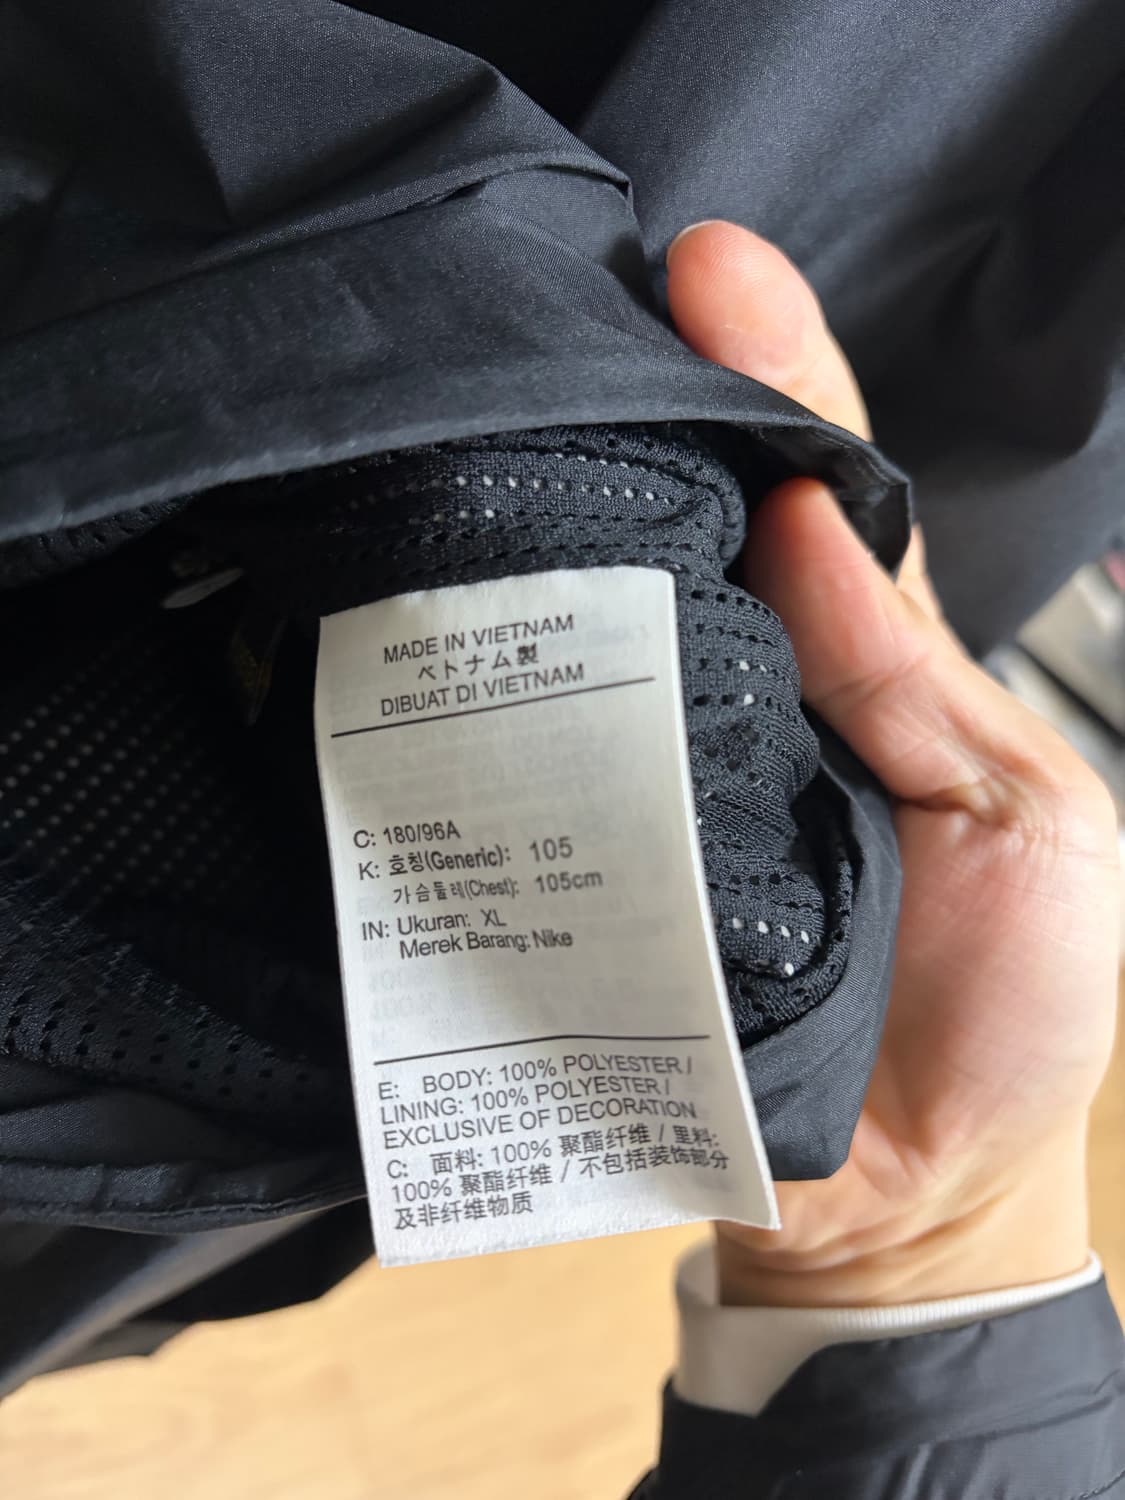 MADE IN VIETNAM
ベトナム製
DIBUAT DI VIETNAM
C: 180/96A
K: 호칭(Generic): 105
가슴둘레(Chest): 105cm
IN: Ukuran: XL
Merek Barang: Nike
E: BODY: 100% POLYESTER /
LINING: 100% POLYESTER /
EXCLUSIVE OF DECORATION
C: 面料: 100% 聚酯纤维 / 里料:
100% 聚酯纤维 / 不包括装饰部分
及非纤维物质